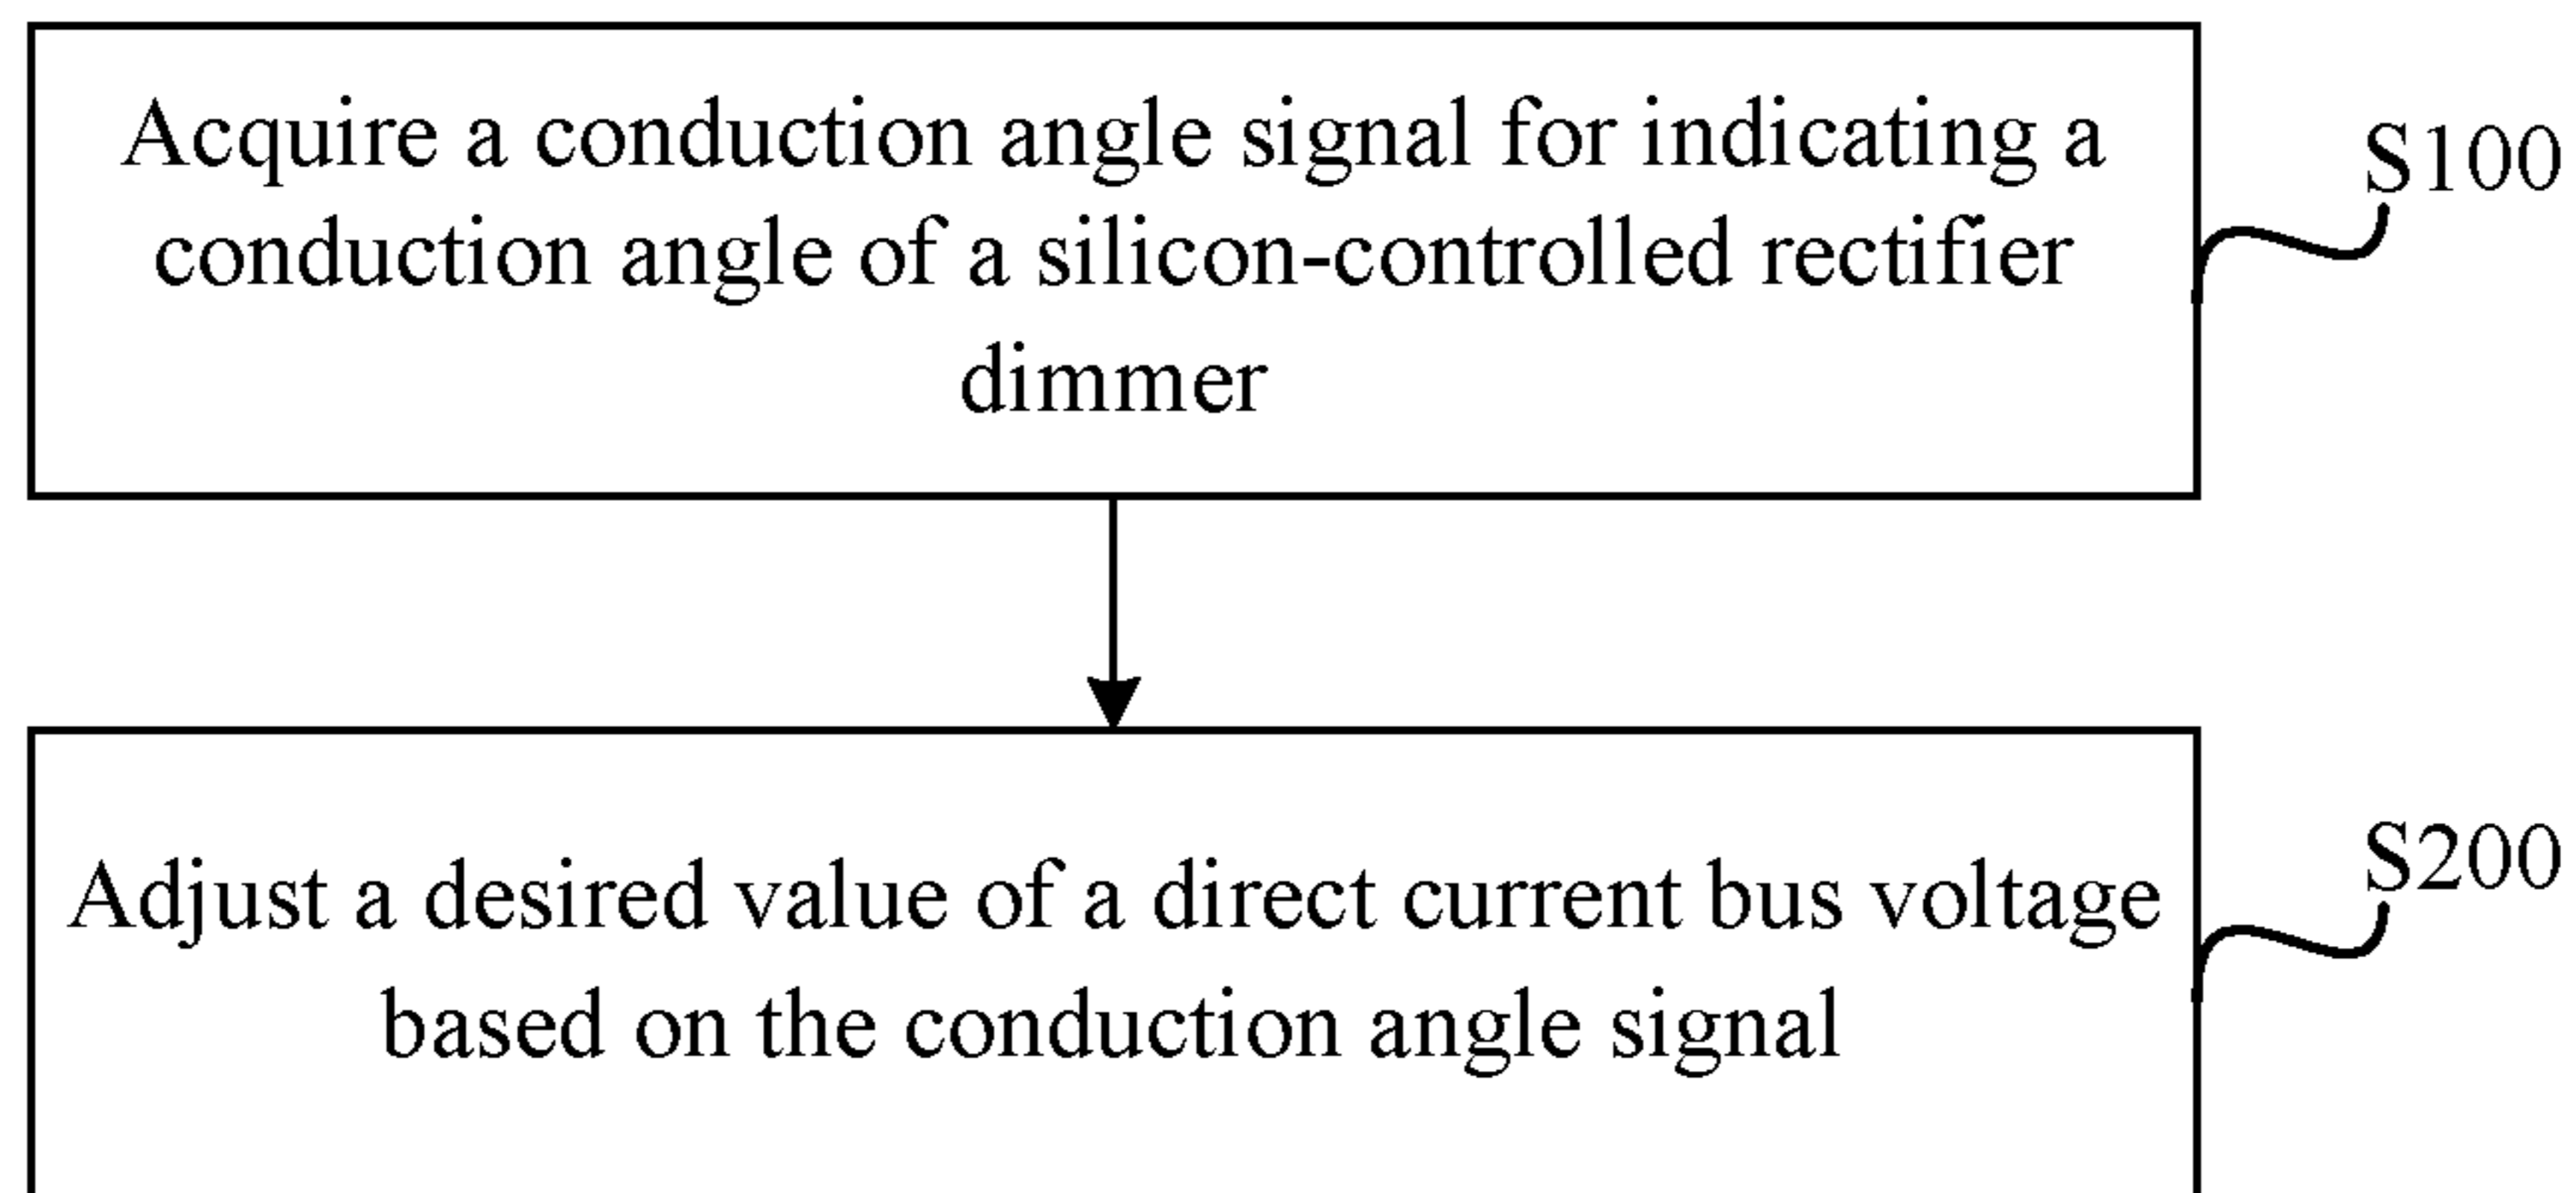 Acquire a conduction angle signal for indicating a
conduction angle of a silicon-controlled rectifier
dimmer
S100
Adjust a desired value of a direct current bus voltage
based on the conduction angle signal
S200